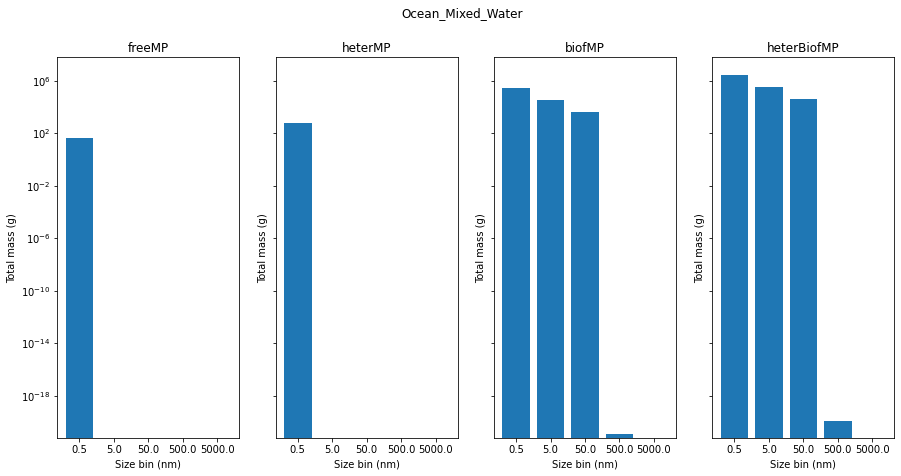 Ocean_Mixed_Water
freeMP
heterMP
biofMP
heterBiofMP
10^6
10^2
10^-2
10^-6
10^-10
10^-14
10^-18
Total mass (g)
Total mass (g)
Total mass (g)
Total mass (g)
0.5 5.0 50.0 500.0 5000.0
0.5 5.0 50.0 500.0 5000.0
0.5 5.0 50.0 500.0 5000.0
0.5 5.0 50.0 500.0 5000.0
Size bin (nm)
Size bin (nm)
Size bin (nm)
Size bin (nm)